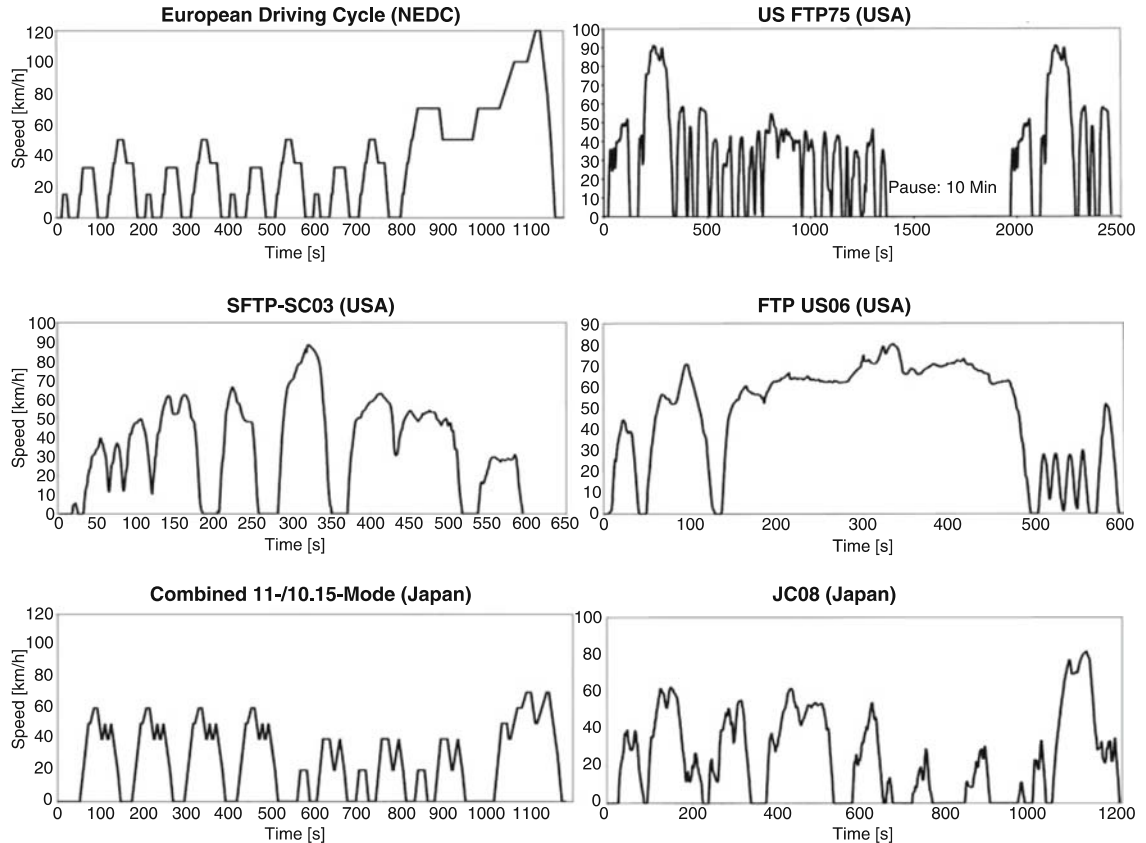 European Driving Cycle (NEDC)
Speed [km/h]
120
100
80
60
40
20
0
0 100 200 300 400 500 600 700 800 900 1000 1100
Time [s]
US FTP75 (USA)
100
90
80
70
60
50
40
30
20
10
0
Pause: 10 Min
0 500 1000 1500 2000 2500
Time [s]
SFTP-SC03 (USA)
Speed [km/h]
100
90
80
70
60
50
40
30
20
10
0
0 50 100 150 200 250 300 350 400 450 500 550 600 650
Time [s]
FTP US06 (USA)
90
80
70
60
50
40
30
20
10
0
0 100 200 300 400 500 600
Time [s]
Combined 11-/10.15-Mode (Japan)
Speed [km/h]
120
100
80
60
40
20
0
0 100 200 300 400 500 600 700 800 900 1000 1100
Time [s]
JC08 (Japan)
100
80
60
40
20
0
0 200 400 600 800 1000 1200
Time [s]